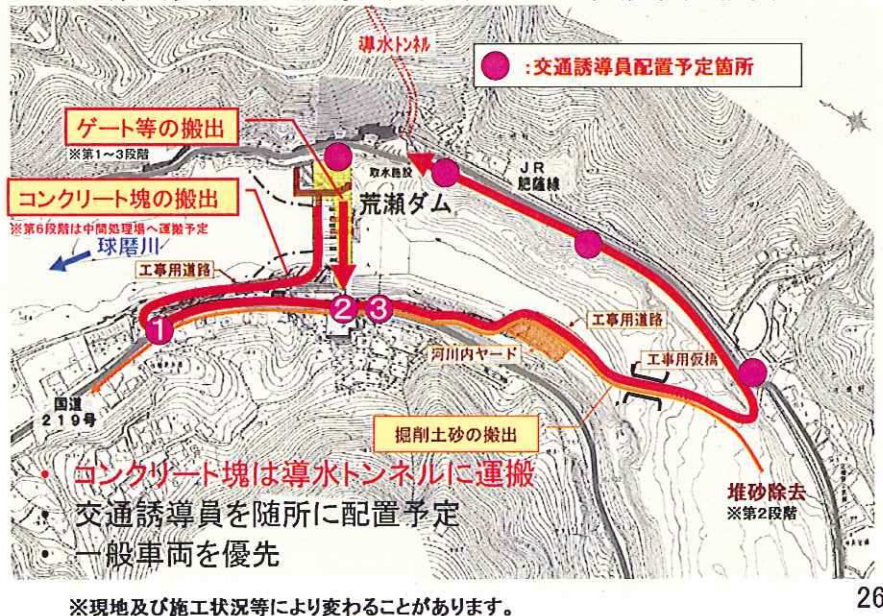 導水トンネル
:交通誘導員配置予定箇所
ゲート等の搬出
※第1~3段階
取水施設
JR
肥薩線
コンクリート塊の搬出
荒瀬ダム
※第6段階は中間処理場へ運搬予定
球磨川
工事用道路
1
2
3
工事用道路
河川内ヤード
工事用仮橋
国道
219号
掘削土砂の搬出
堆砂除去
※第2段階
• コンクリート塊は導水トンネルに運搬
• 交通誘導員を随所に配置予定
• 一般車両を優先
※現地及び施工状況等により変わることがあります。
26